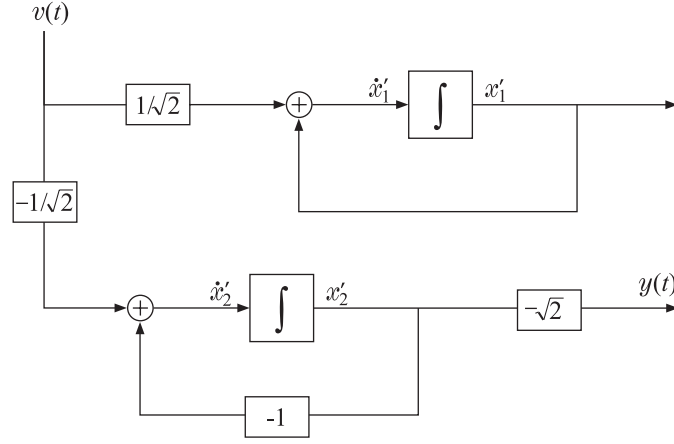 v(t)
1/√2
ẋ′₁
∫
x′₁
+
−1/√2
ẋ′₂
∫
x′₂
−√2
y(t)
+
-1